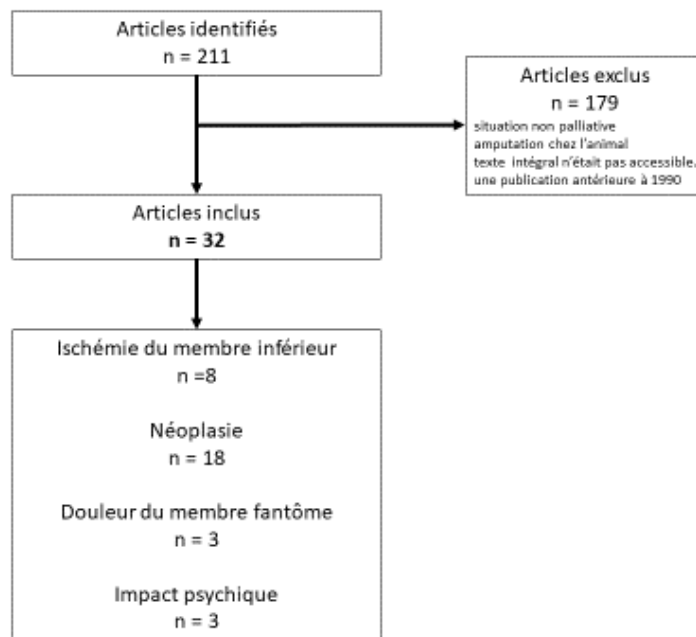 Articles identifiés
n = 211
Articles exclus
n = 179
situation non palliative
amputation chez l'animal
texte intégral n'était pas accessible.
une publication antérieure à 1990
Articles inclus
n = 32
Ischémie du membre inférieur
n =8
Néoplasie
n = 18
Douleur du membre fantôme
n = 3
Impact psychique
n = 3